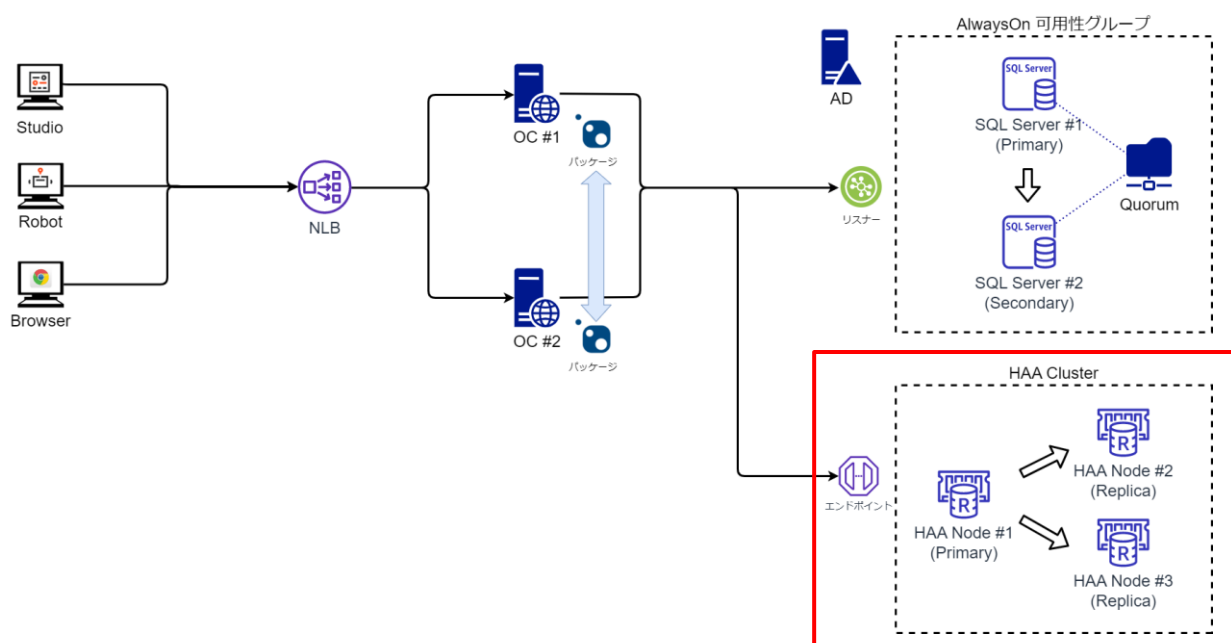 Studio
Robot
Browser
NLB
OC #1
パッケージ
OC #2
パッケージ
AD
リスナー
エンドポイント
AlwaysOn 可用性グループ
SQL Server
SQL Server #1
(Primary)
SQL Server
SQL Server #2
(Secondary)
Quorum
HAA Cluster
R
HAA Node #1
(Primary)
R
HAA Node #2
(Replica)
R
HAA Node #3
(Replica)